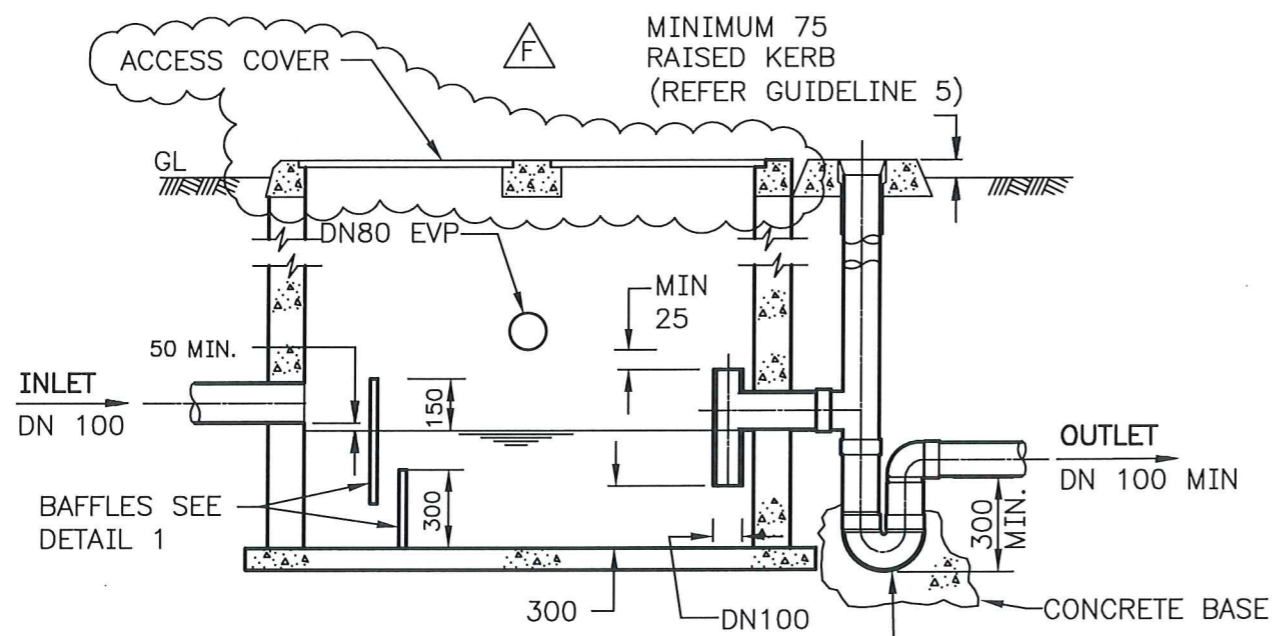 MINIMUM 75
RAISED KERB
(REFER GUIDELINE 5)
F
ACCESS COVER
GL
DN80 EVP
MIN
25
50 MIN.
INLET
DN 100
150
OUTLET
DN 100 MIN
BAFFLES SEE
DETAIL 1
300
300
MIN.
300
DN100
CONCRETE BASE